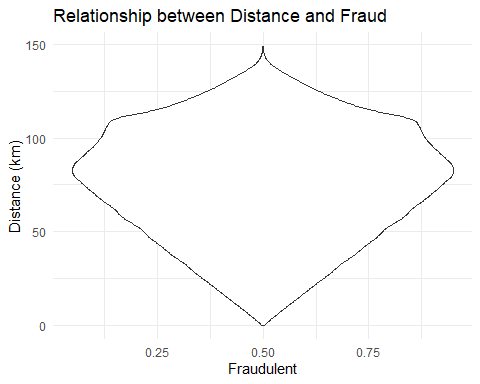 Relationship between Distance and Fraud
150
100
50
0
Distance (km)
0.25 0.50 0.75
Fraudulent